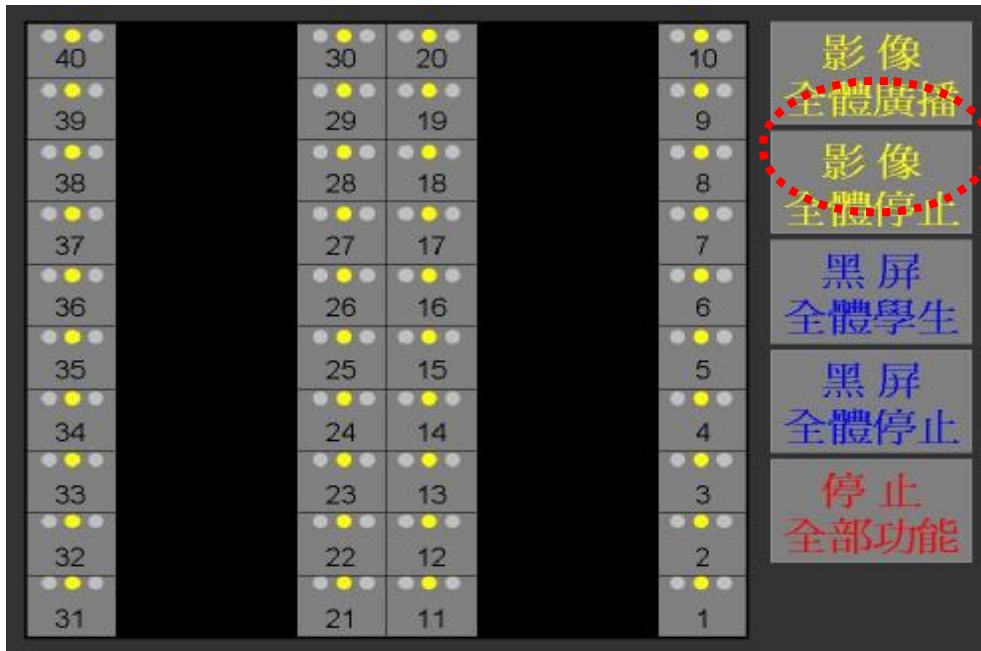 40 30 20 10
39 29 19 9
38 28 18 8
37 27 17 7
36 26 16 6
35 25 15 5
34 24 14 4
33 23 13 3
32 22 12 2
31 21 11 1
影像
全體廣播
影像
全體停止
黑屏
全體學生
黑屏
全體停止
停止
全部功能